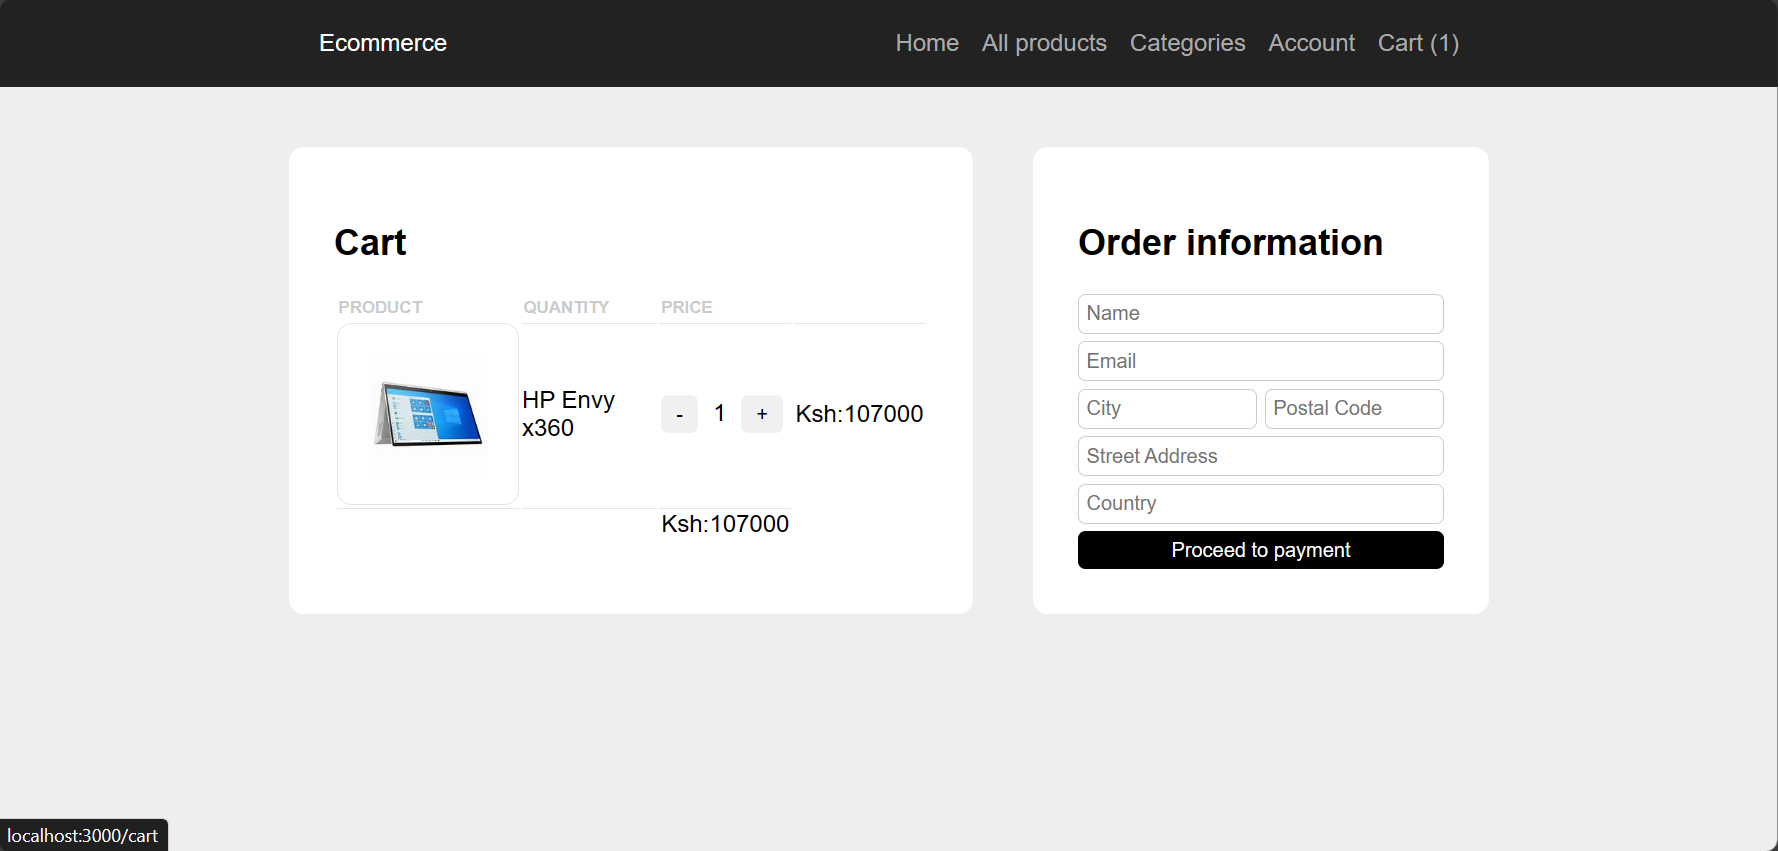 Ecommerce Home All products Categories Account Cart (1)
Cart
PRODUCT QUANTITY PRICE
HP Envy
x360
- 1 + Ksh:107000
Ksh:107000
Order information
Name
Email
City Postal Code
Street Address
Country
Proceed to payment
localhost:3000/cart